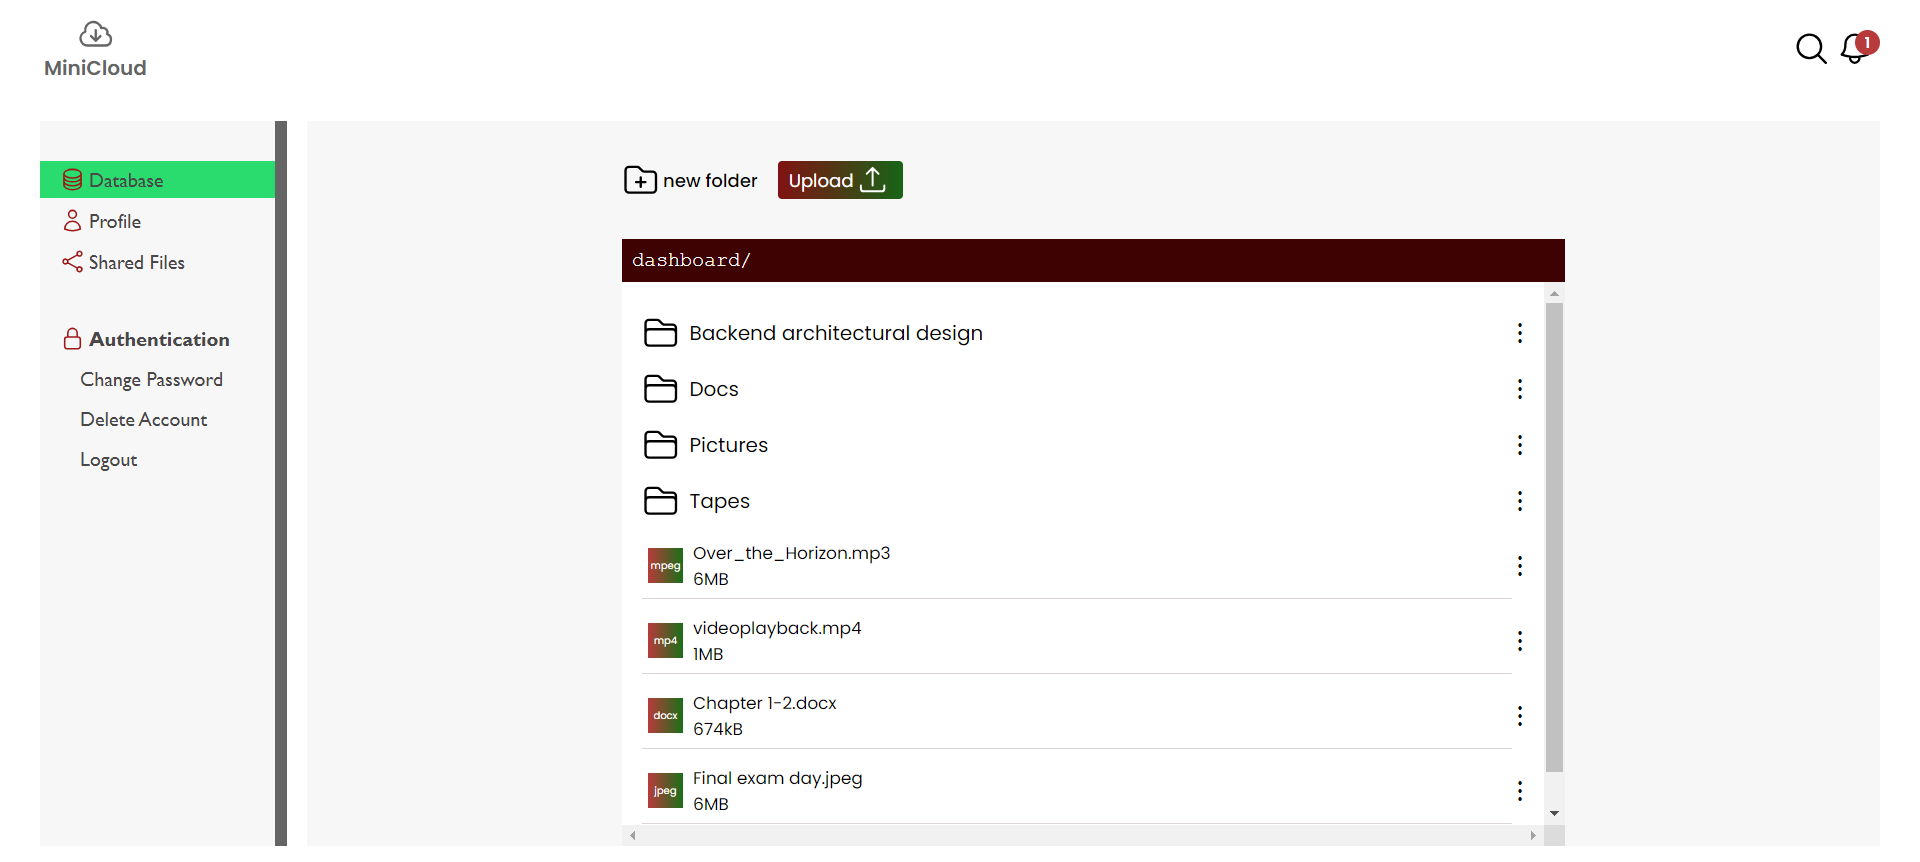 MiniCloud
1
Database
Profile
Shared Files
Authentication
Change Password
Delete Account
Logout
new folder
Upload
dashboard/
Backend architectural design
Docs
Pictures
Tapes
mpeg
Over_the_Horizon.mp3
6MB
mp4
videoplayback.mp4
1MB
docx
Chapter 1-2.docx
674kB
jpeg
Final exam day.jpeg
6MB